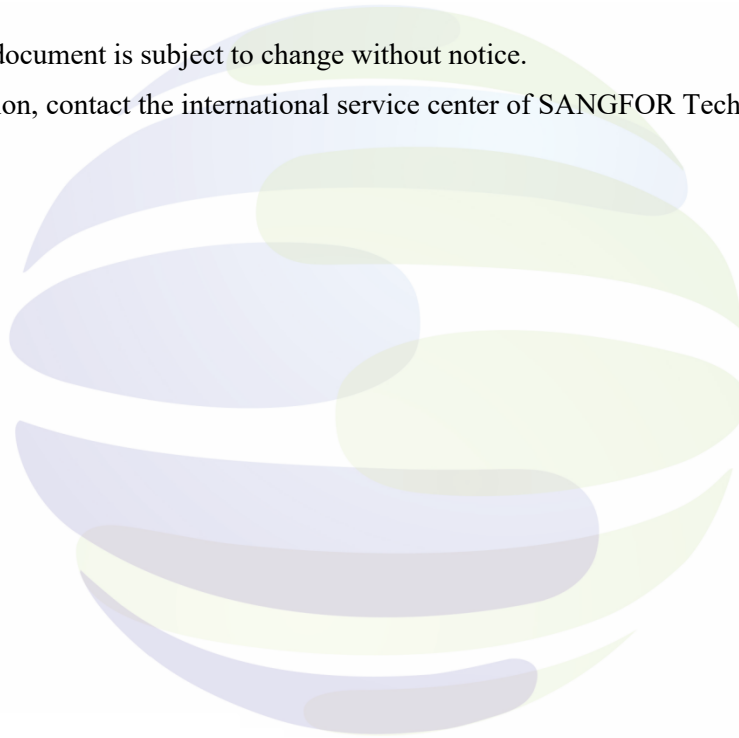 document is subject to change without notice.
on, contact the international service center of SANGFOR Tech